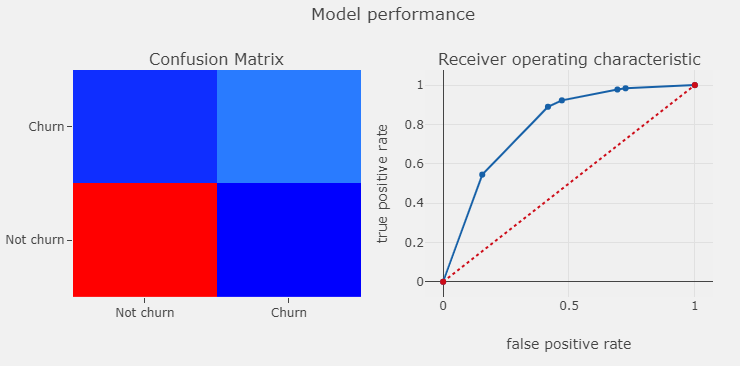 Model performance
Confusion Matrix
Churn
Not churn
Not churn
Churn
Receiver operating characteristic
true positive rate
1
0.8
0.6
0.4
0.2
0
0
0.5
1
false positive rate